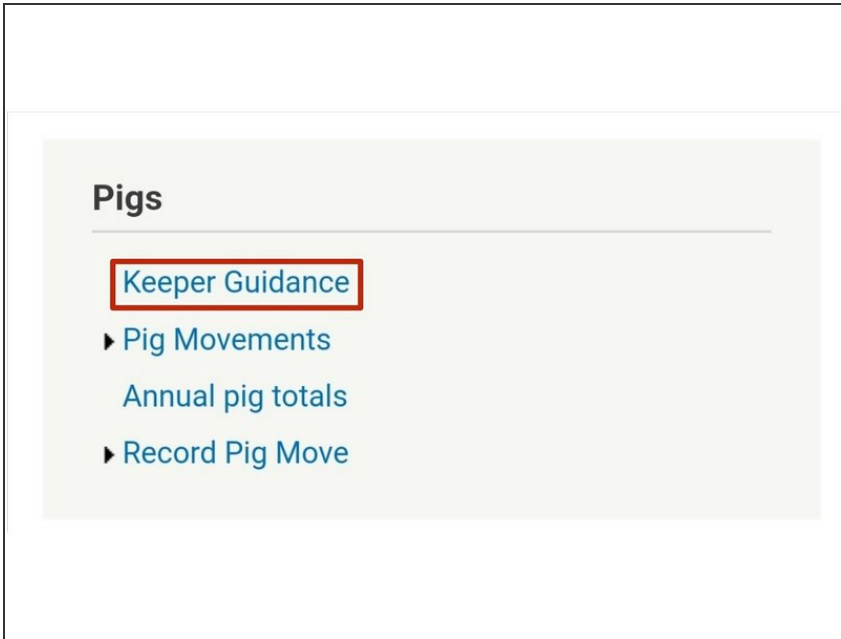 Pigs
Keeper Guidance
Pig Movements
Annual pig totals
Record Pig Move